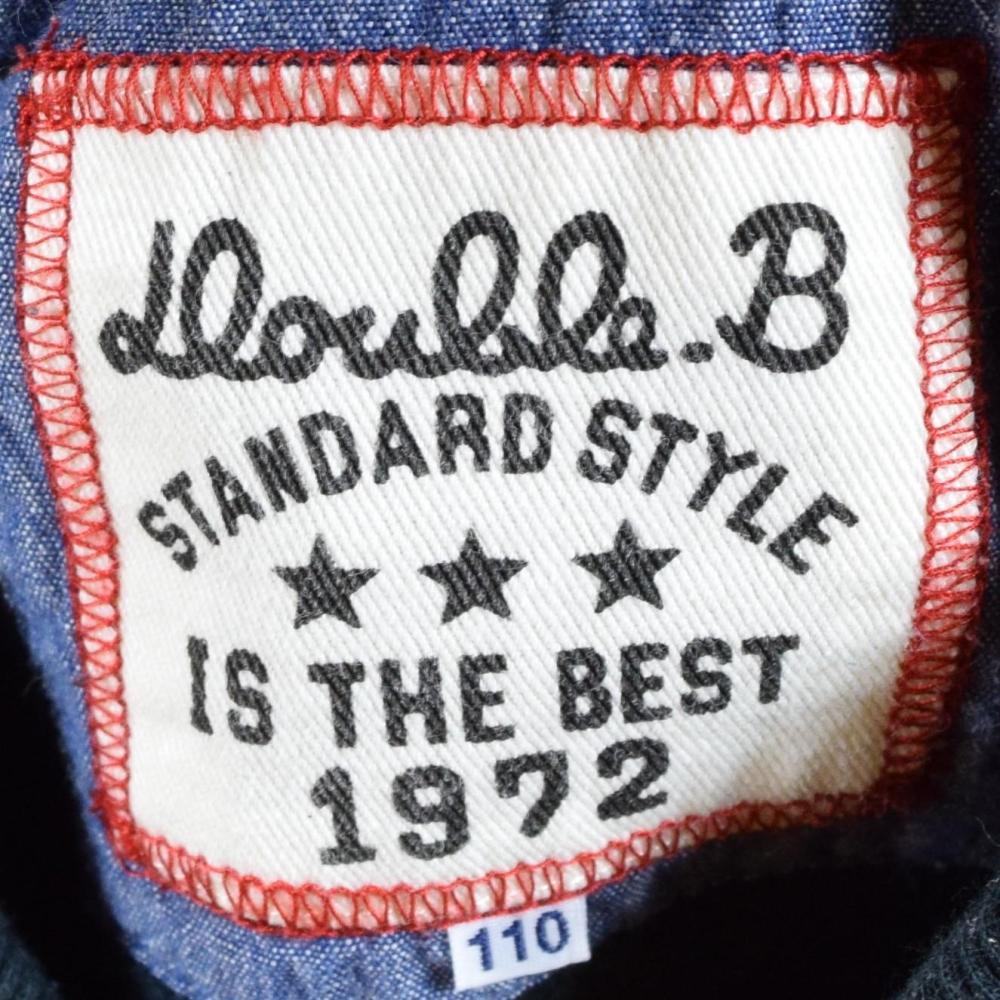 Double.B
STANDARD STYLE
★★★
IS THE BEST
1972
110